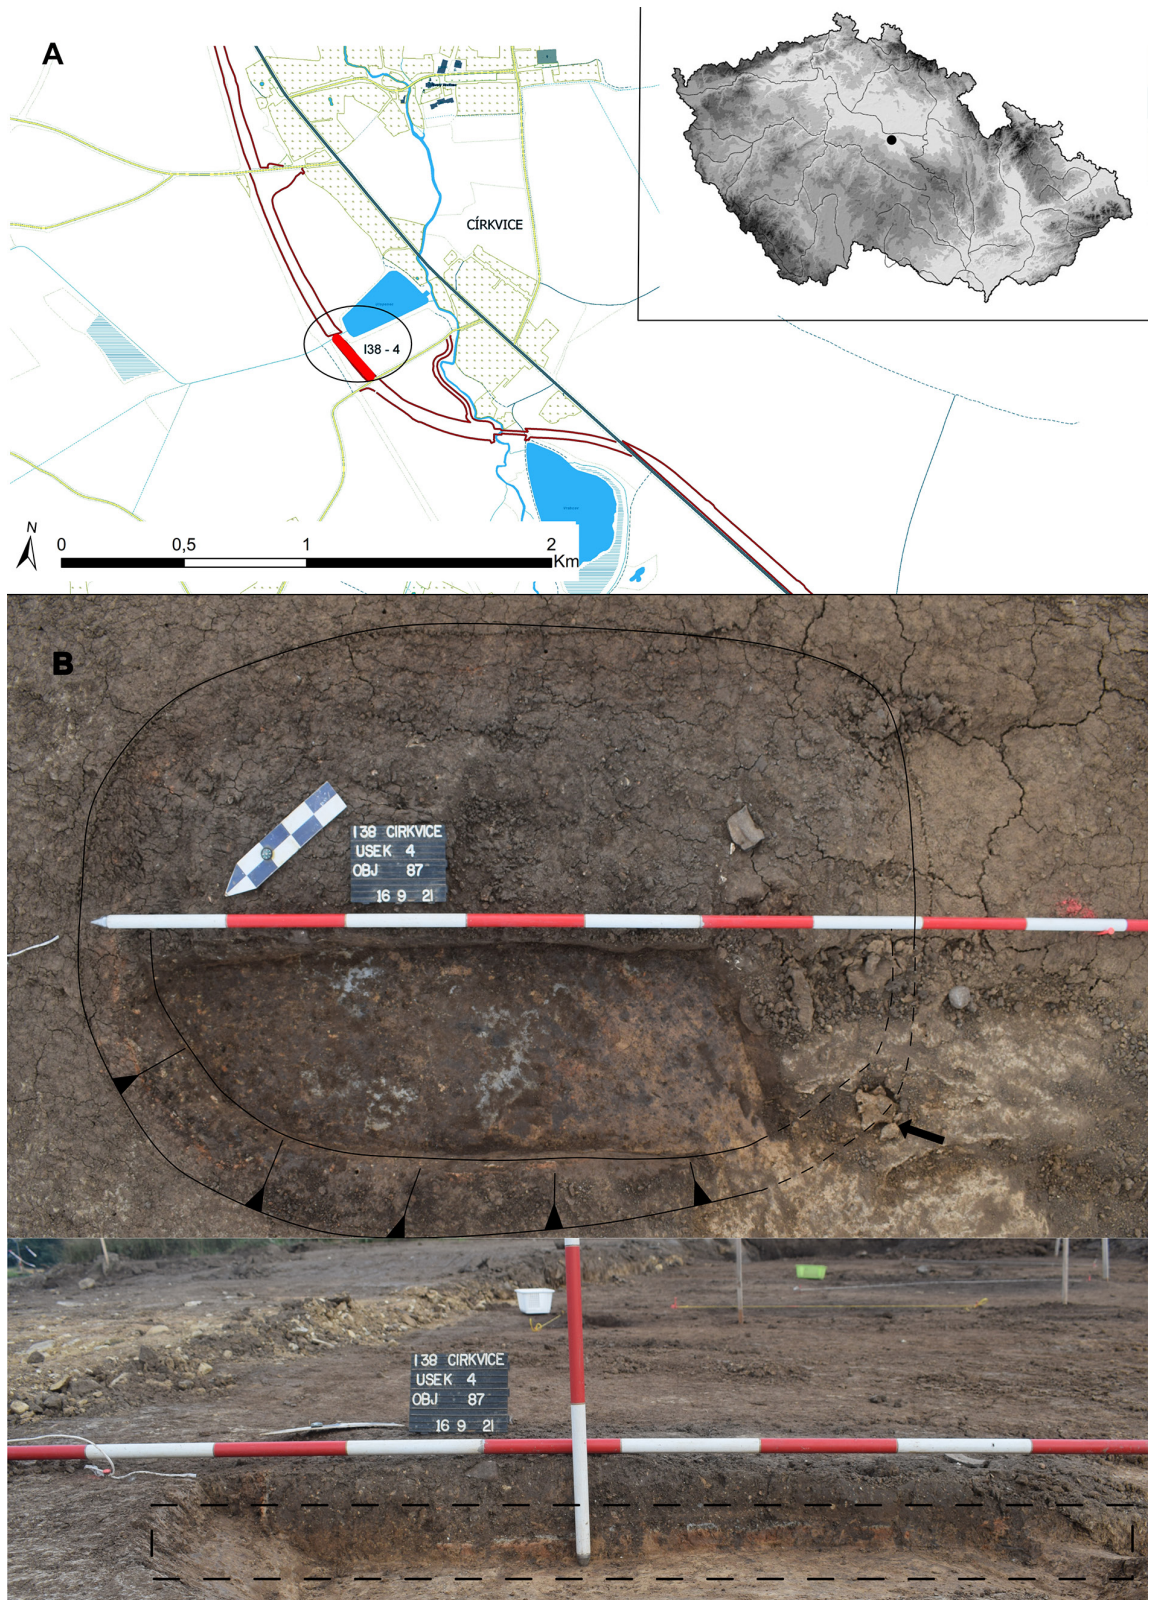 A
CÍRKVICE
I38 - 4
N
0 0,5 1 2
Km
B
I38 CIRKVICE
USEK 4
OBJ 87
16 9 21
I38 CIRKVICE
USEK 4
OBJ 87
16 9 21